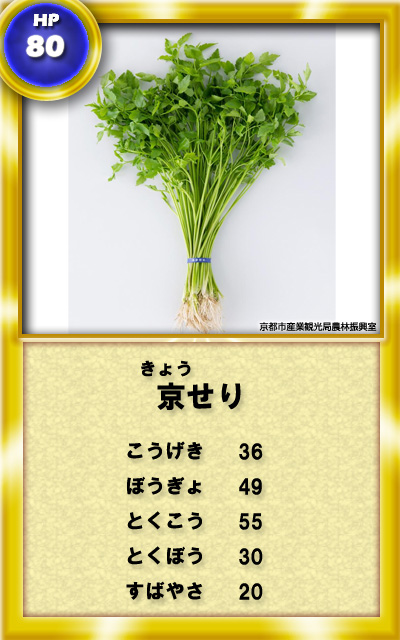 HP
80
京都市産業観光局農林振興室
きょう
京せり
こうげき 36
ぼうぎょ 49
とくこう 55
とくぼう 30
すばやさ 20